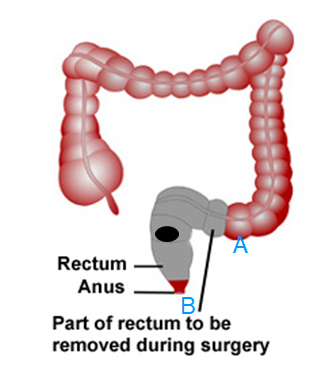 A
Rectum
Anus
B
Part of rectum to be
removed during surgery